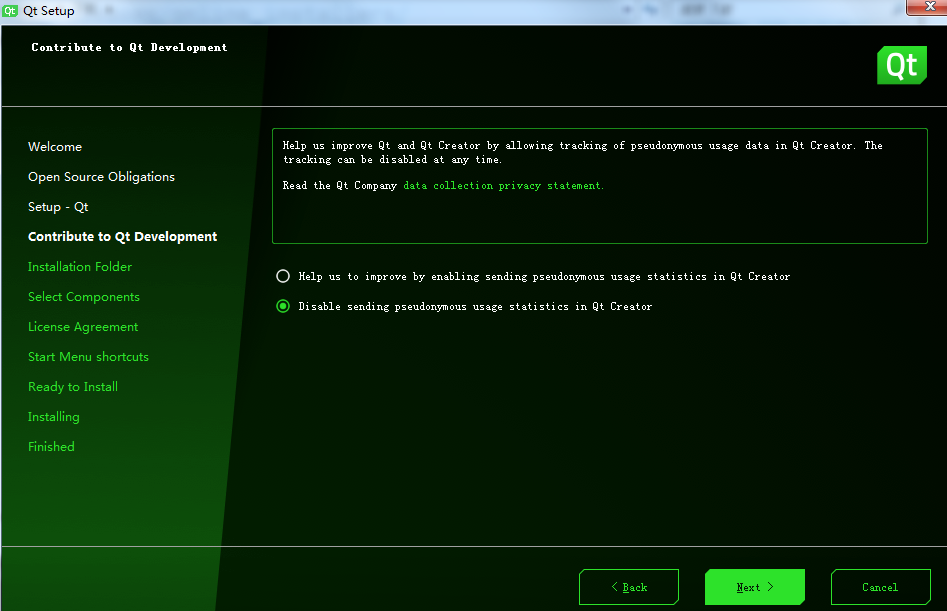 Qt Qt Setup
Contribute to Qt Development
Qt
Welcome
Open Source Obligations
Setup - Qt
Contribute to Qt Development
Installation Folder
Select Components
License Agreement
Start Menu shortcuts
Ready to Install
Installing
Finished
Help us improve Qt and Qt Creator by allowing tracking of pseudonymous usage data in Qt Creator. The
tracking can be disabled at any time.
Read the Qt Company data collection privacy statement.
Help us to improve by enabling sending pseudonymous usage statistics in Qt Creator
Disable sending pseudonymous usage statistics in Qt Creator
< Back
Next >
Cancel